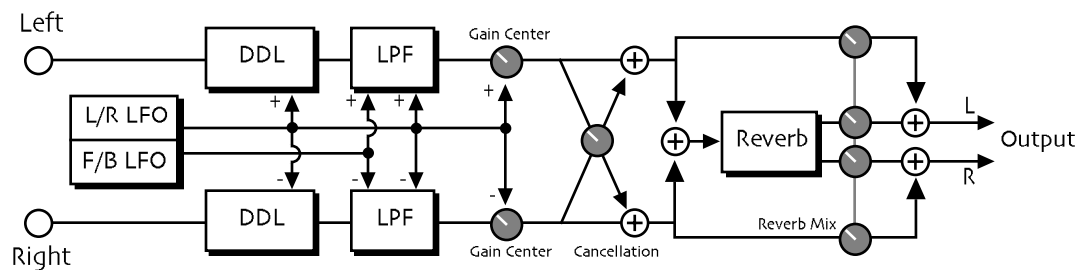 Left
DDL
LPF
Gain Center
+
+
+
+
+
L/R LFO
F/B LFO
+
Reverb
L
Output
R
-
-
-
-
DDL
LPF
Gain Center
+
Cancellation
Reverb Mix
+
+
Right